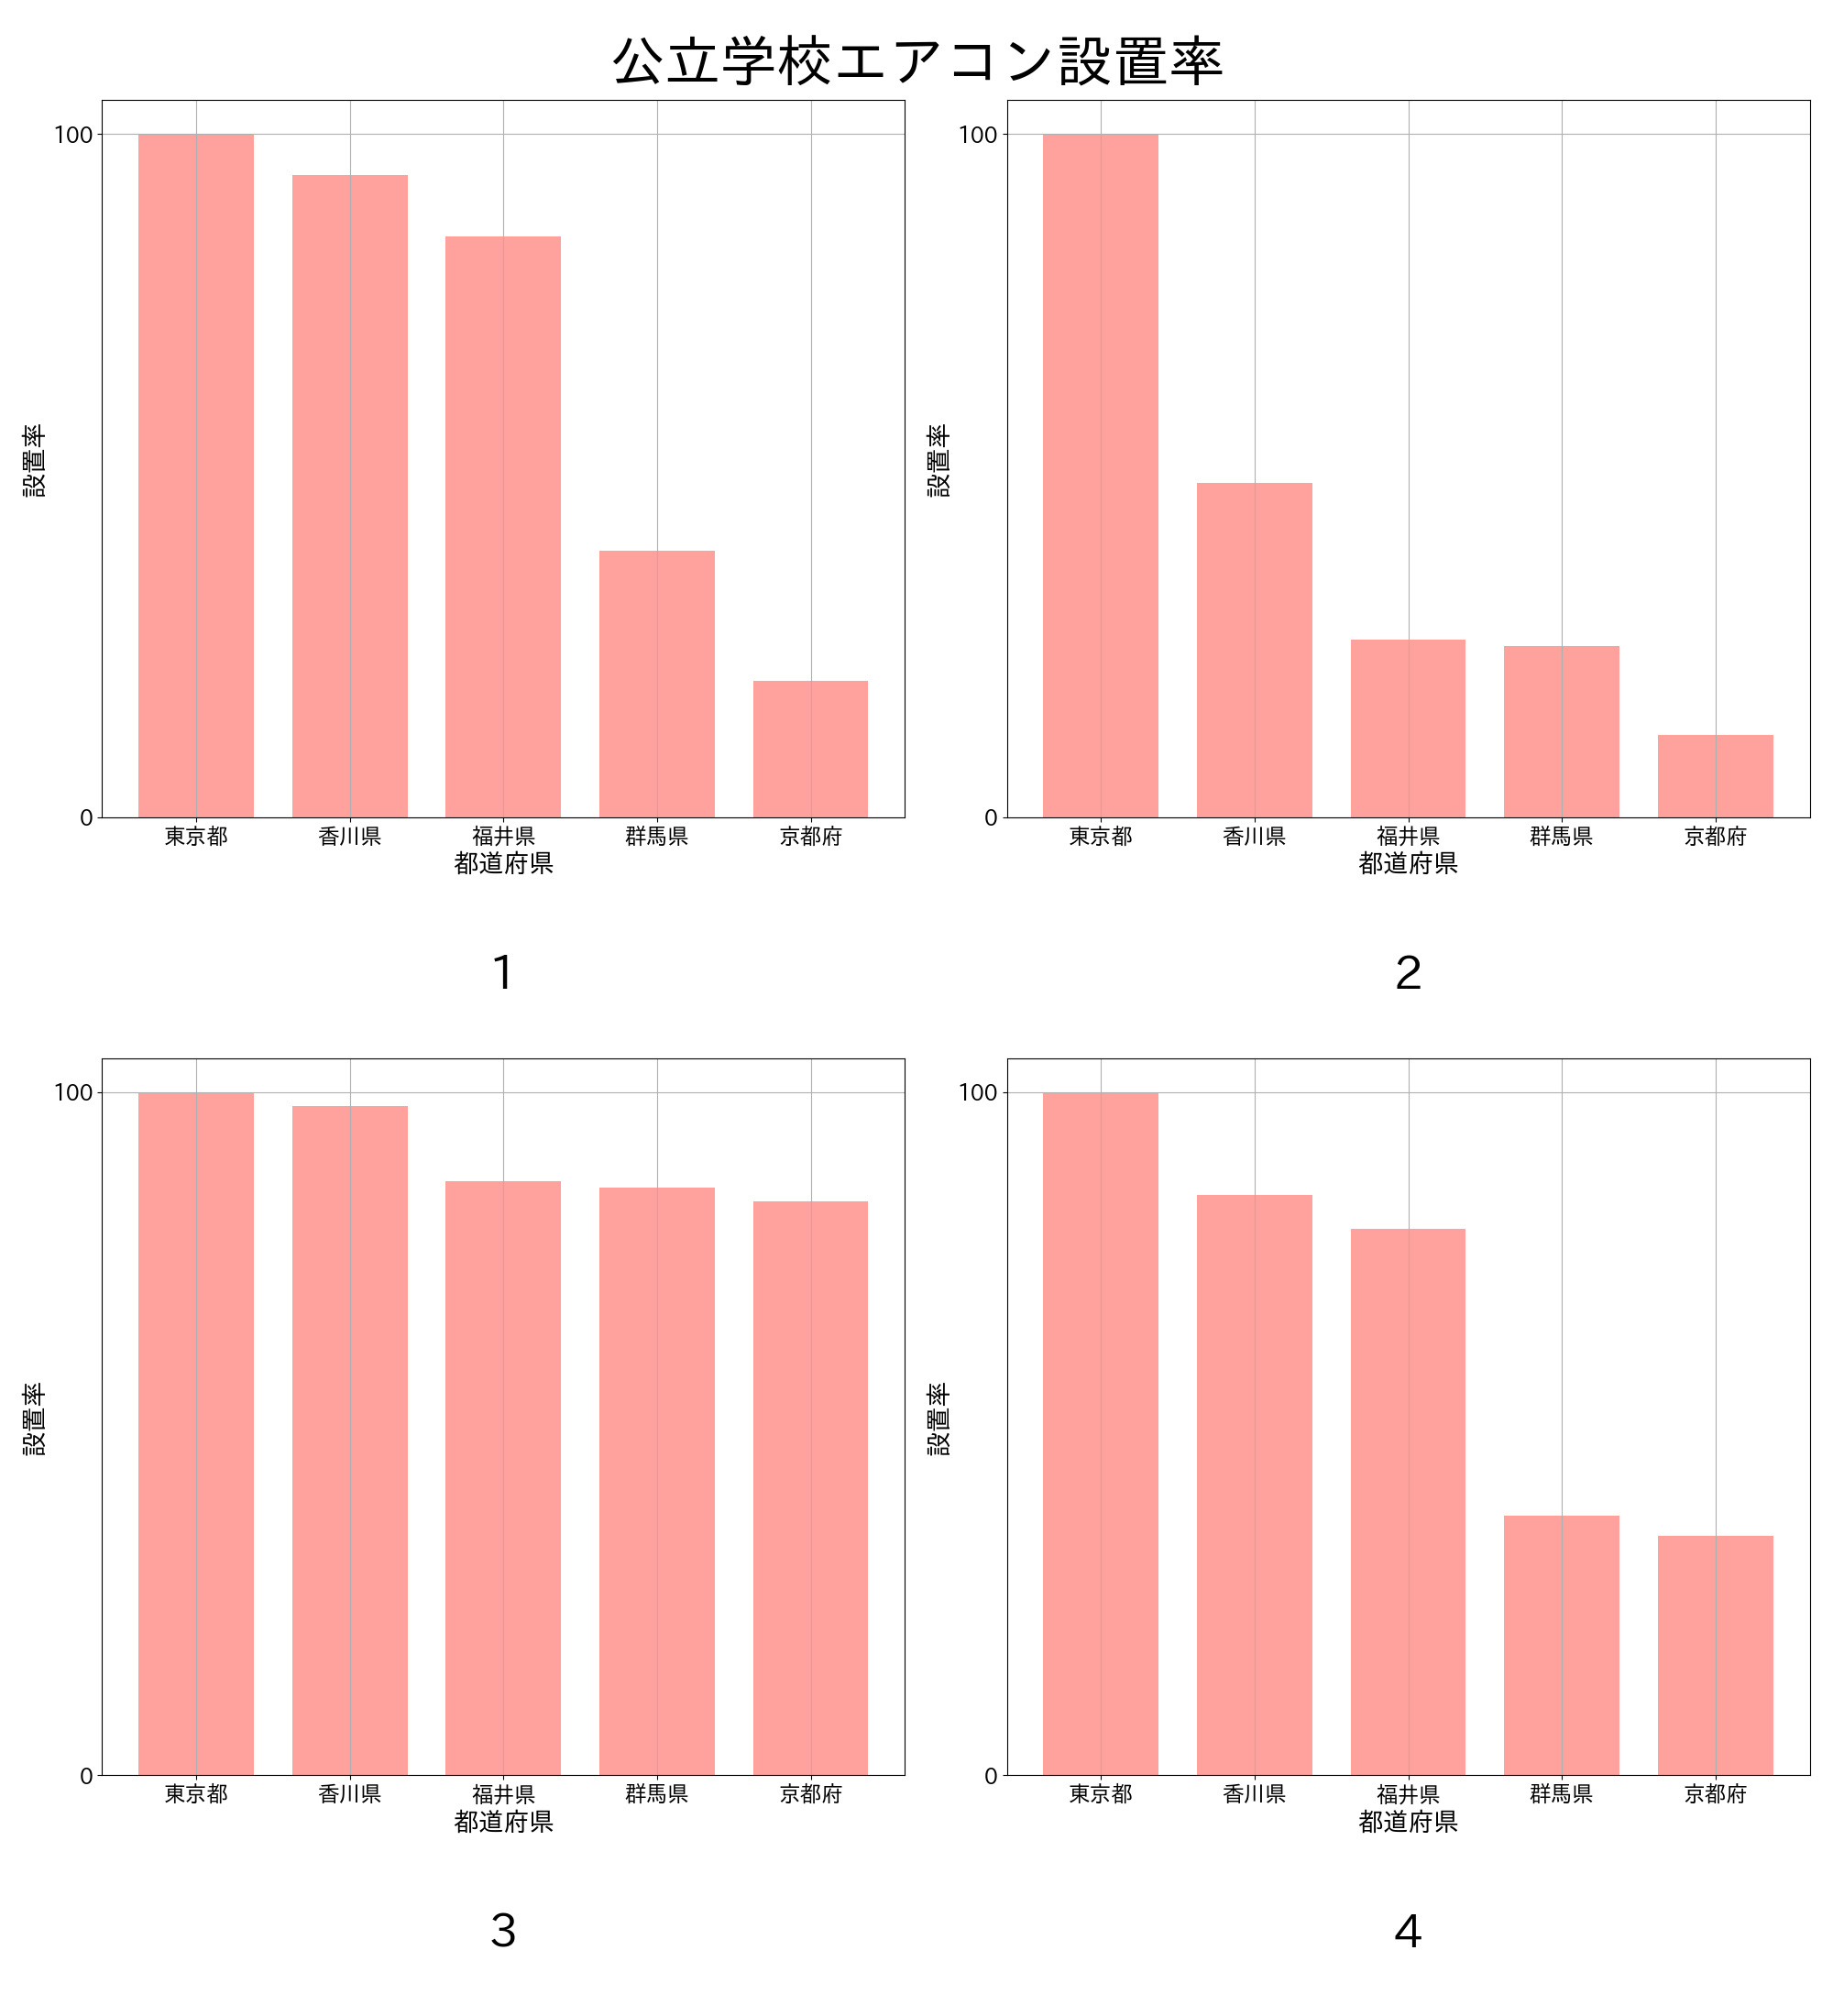 公立学校エアコン設置率
100
0
設置率
東京都 香川県 福井県 群馬県 京都府
都道府県
1
100
0
設置率
東京都 香川県 福井県 群馬県 京都府
都道府県
2
100
0
設置率
東京都 香川県 福井県 群馬県 京都府
都道府県
3
100
0
設置率
東京都 香川県 福井県 群馬県 京都府
都道府県
4